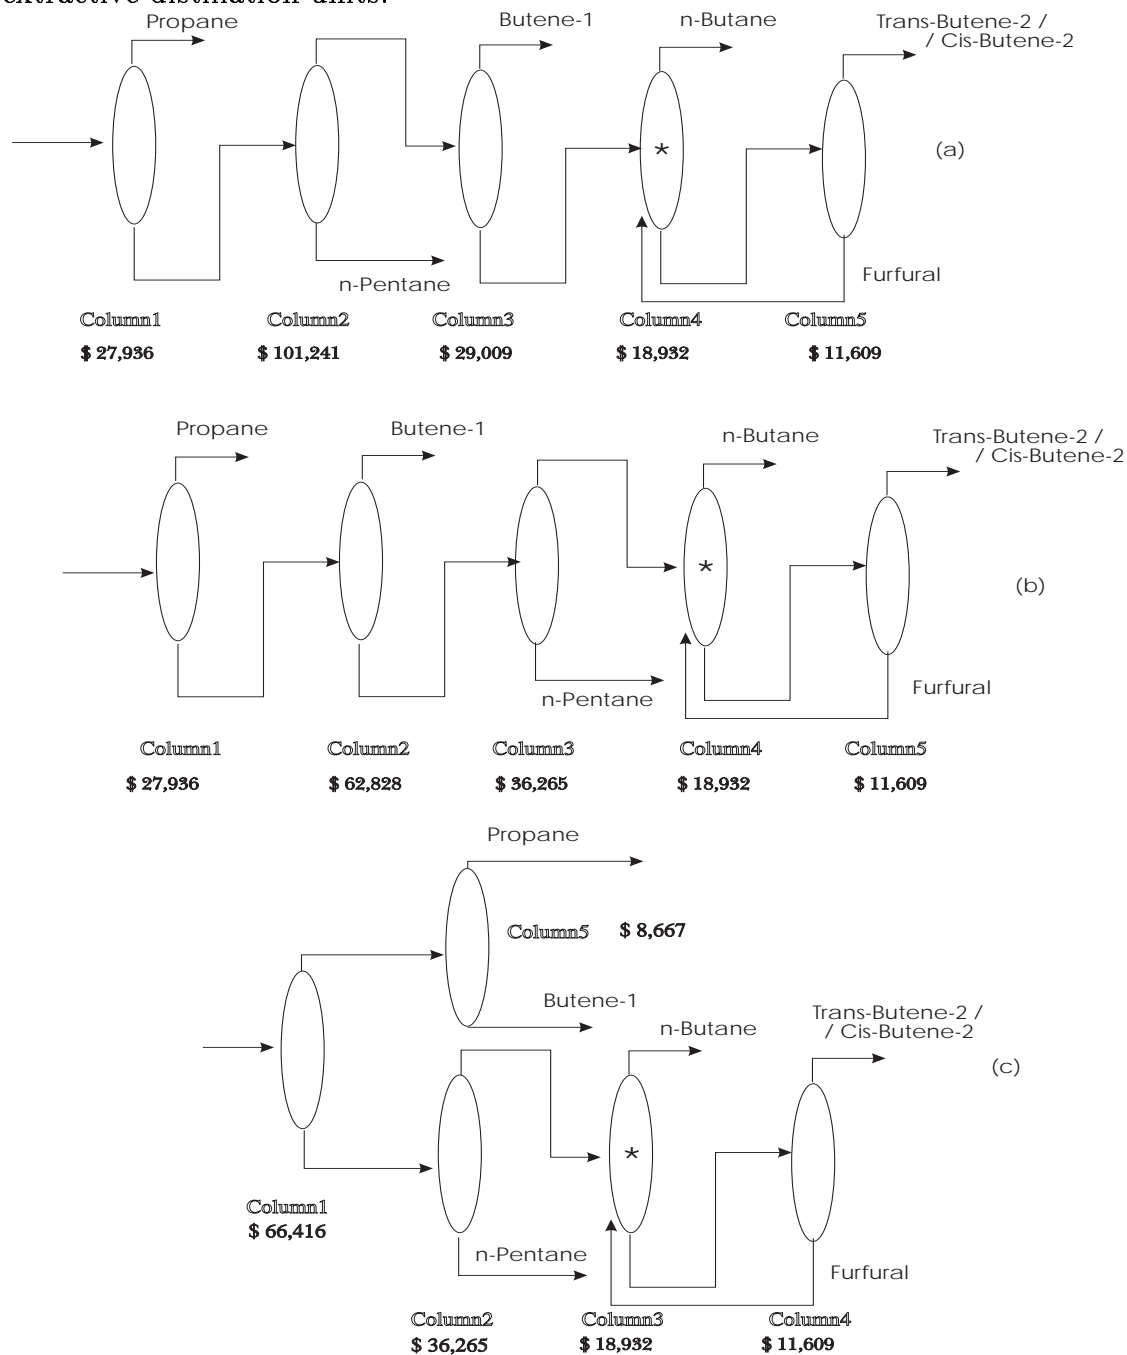 extractive distillation units.
Propane
Butene-1
n-Butane
Trans-Butene-2 /
/ Cis-Butene-2
*
(a)
n-Pentane
Furfural
Column1 Column2 Column3 Column4 Column5
$ 27,936 $ 101,241 $ 29,009 $ 18,932 $ 11,609
Propane
Butene-1
n-Butane
Trans-Butene-2 /
/ Cis-Butene-2
*
(b)
n-Pentane
Furfural
Column1 Column2 Column3 Column4 Column5
$ 27,936 $ 62,828 $ 36,265 $ 18,932 $ 11,609
Propane
Column5 $ 8,667
Butene-1
n-Butane
Trans-Butene-2 /
/ Cis-Butene-2
(c)
*
Column1
$ 66,416
n-Pentane
Furfural
Column2 Column3 Column4
$ 36,265 $ 18,932 $ 11,609